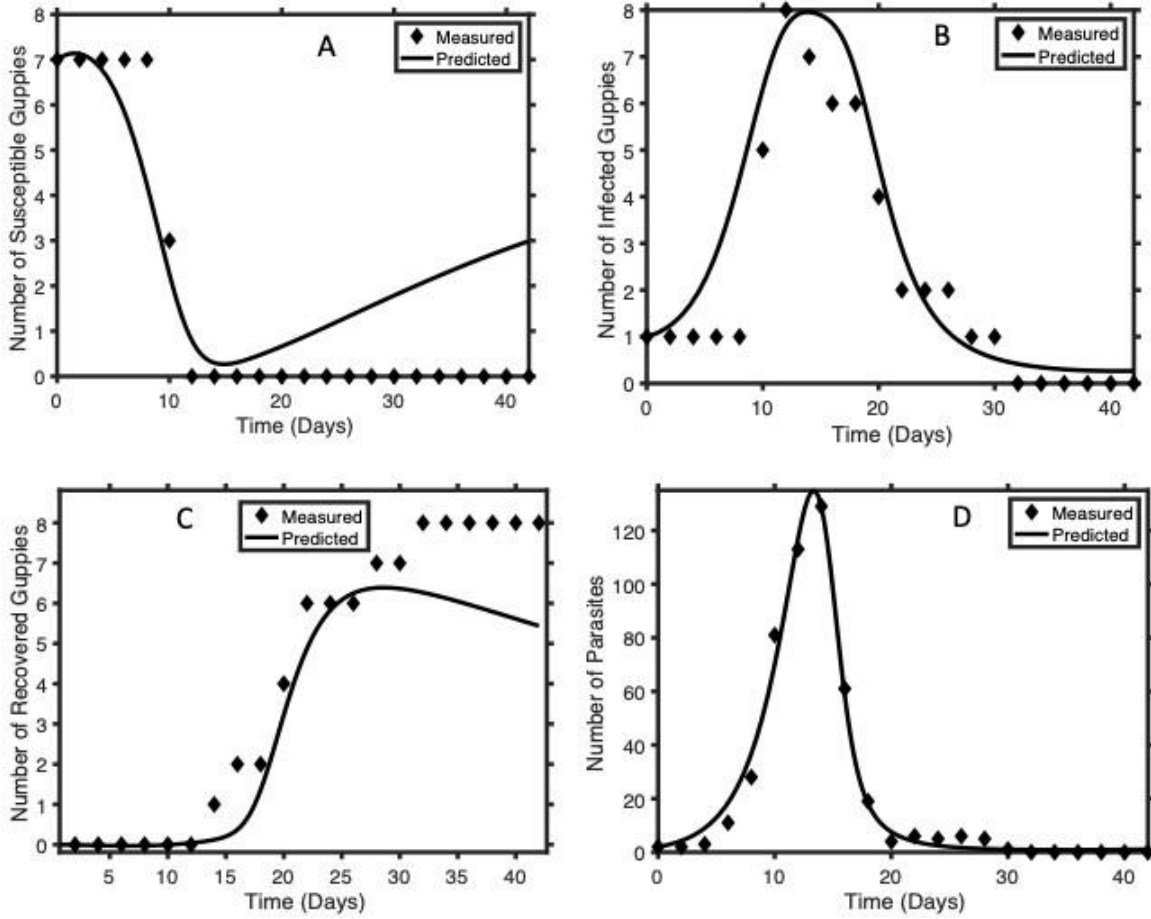 8
7
6
5
4
3
2
1
0
Number of Susceptible Guppies
A
Measured
Predicted
0
10
20
30
40
Time (Days)
8
7
6
5
4
3
2
1
0
Number of Infected Guppies
B
Measured
Predicted
0
10
20
30
40
Time (Days)
8
7
6
5
4
3
2
1
0
Number of Recovered Guppies
C
Measured
Predicted
5
10
15
20
25
30
35
40
Time (Days)
120
100
80
60
40
20
0
Number of Parasites
D
Measured
Predicted
0
10
20
30
40
Time (Days)